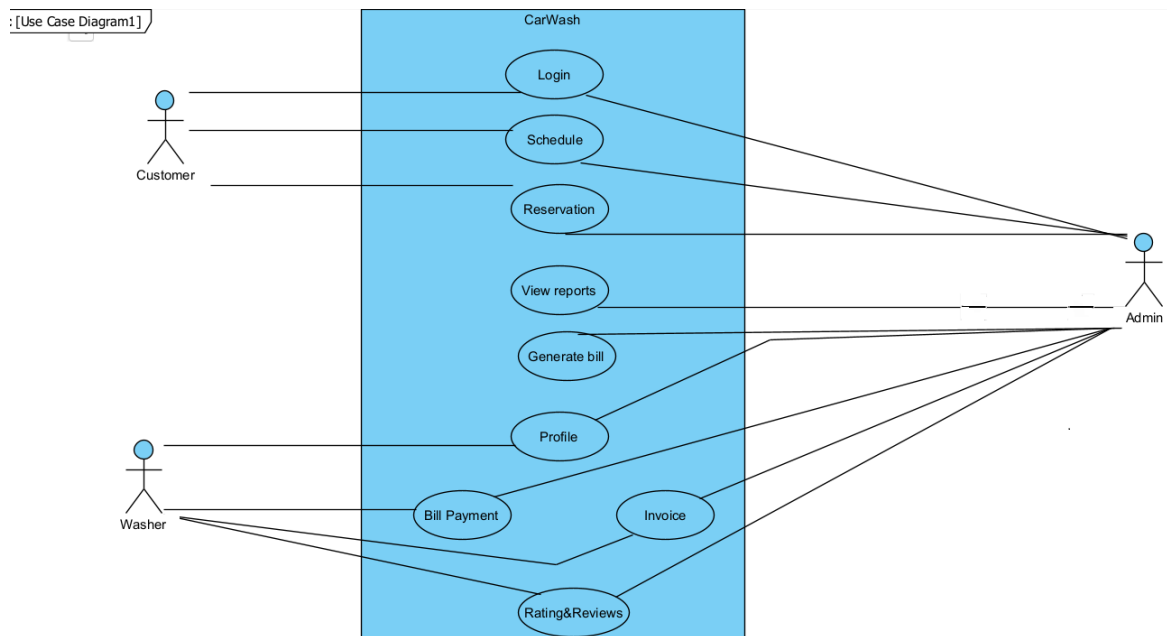 : [Use Case Diagram1]
CarWash
Login
Schedule
Customer
Reservation
View reports
Admin
Generate bill
Profile
Bill Payment
Invoice
Washer
Rating&Reviews